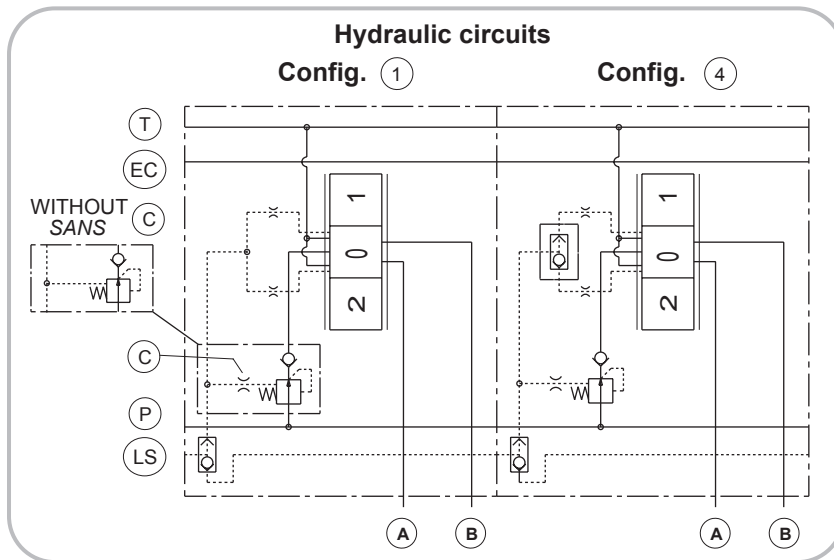 Hydraulic circuits
Config. 1 Config. 4
T
EC
WITHOUT C
SANS
1 1
0 0
2 2
C
P
LS
A B A B